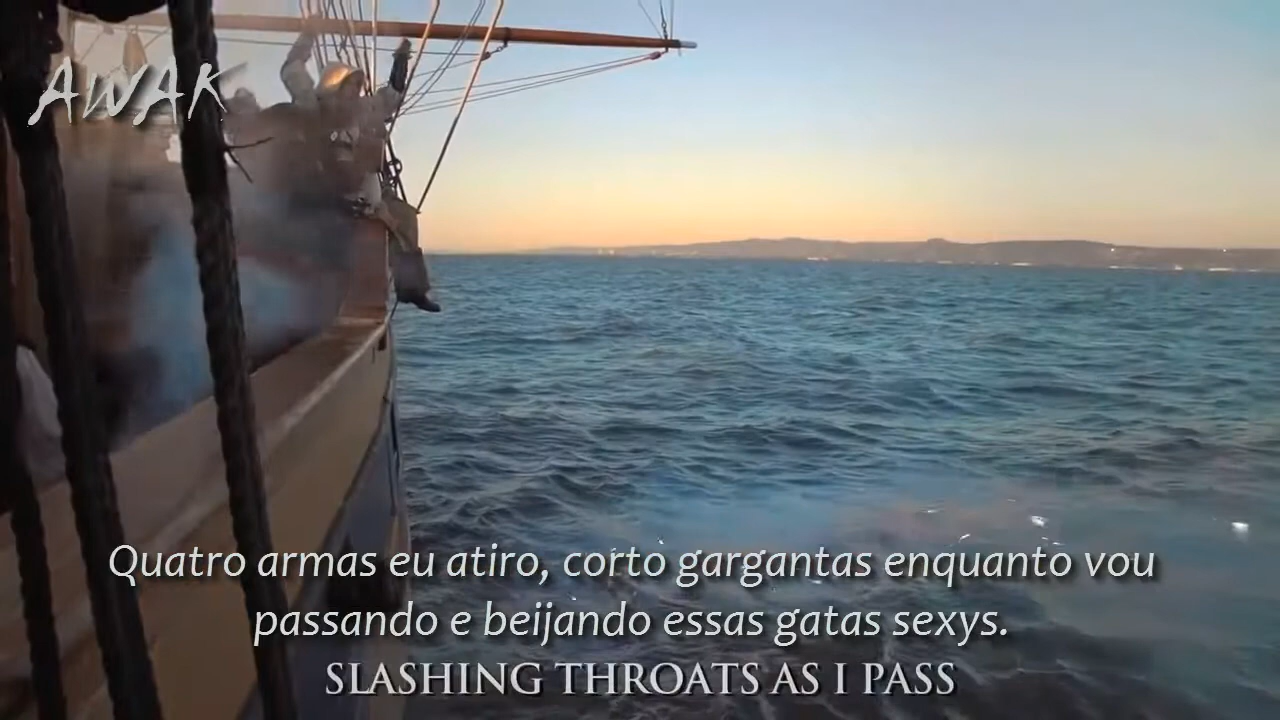 AWAK
Quatro armas eu atiro, corto gargantas enquanto vou
passando e beijando essas gatas sexys.
SLASHING THROATS AS I PASS